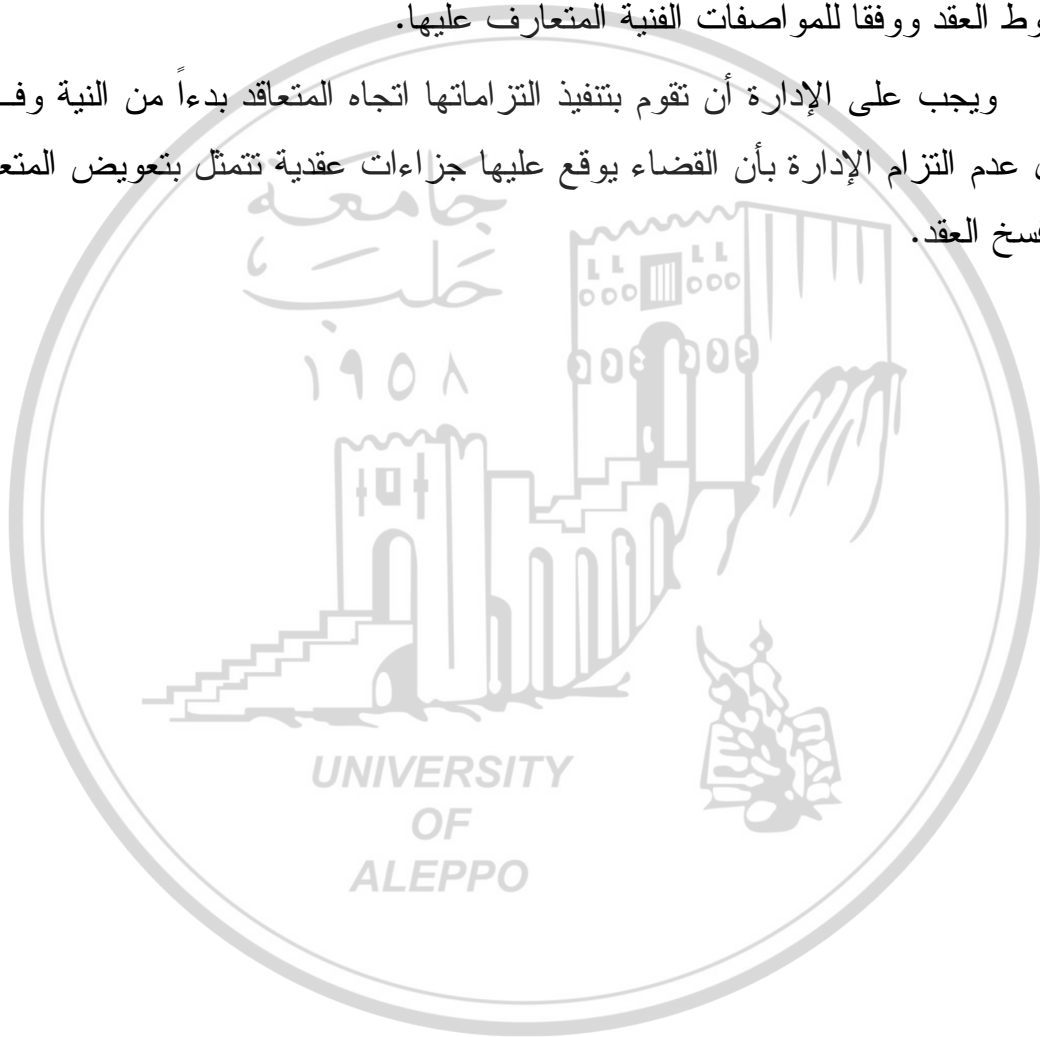 وط العقد ووفقا للمواصفات الفنية المتعارف عليها.
ويجب على الإدارة أن تقوم بتنفيذ التزاماتها اتجاه المتعاقد بدءاً من النية وفـ
عدم التزام الإدارة بأن القضاء يوقع عليها جزاءات عقدية تتمثل بتعويض المتع
فسخ العقد.
جامعة
حلب
١٩٥٨
UNIVERSITY
OF
ALEPPO